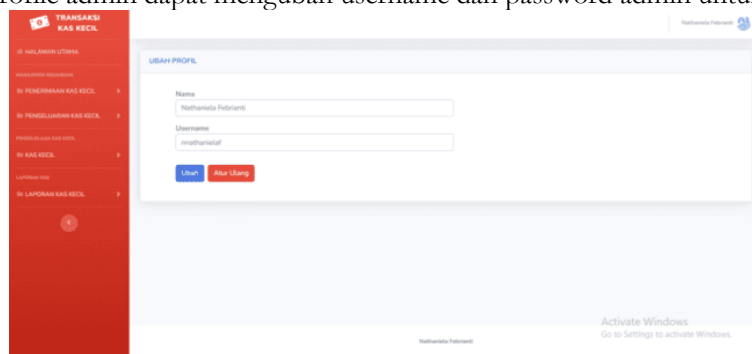 admin dapat mengubah username dan password admin
TRANSAKSI
KAS KECIL
Nathaniela Febrianti
HALAMAN UTAMA
UBAH PROFIL
PENERIMAAN KAS KECIL
Nama
Nathaniela Febrianti
PENGELUARAN KAS KECIL
Username
nnathanielaf
KAS KECIL
Ubah
Atur Ulang
LAPORAN KAS KECIL
Activate Windows
Go to Settings to activate Windows.
Nathaniela Febrianti